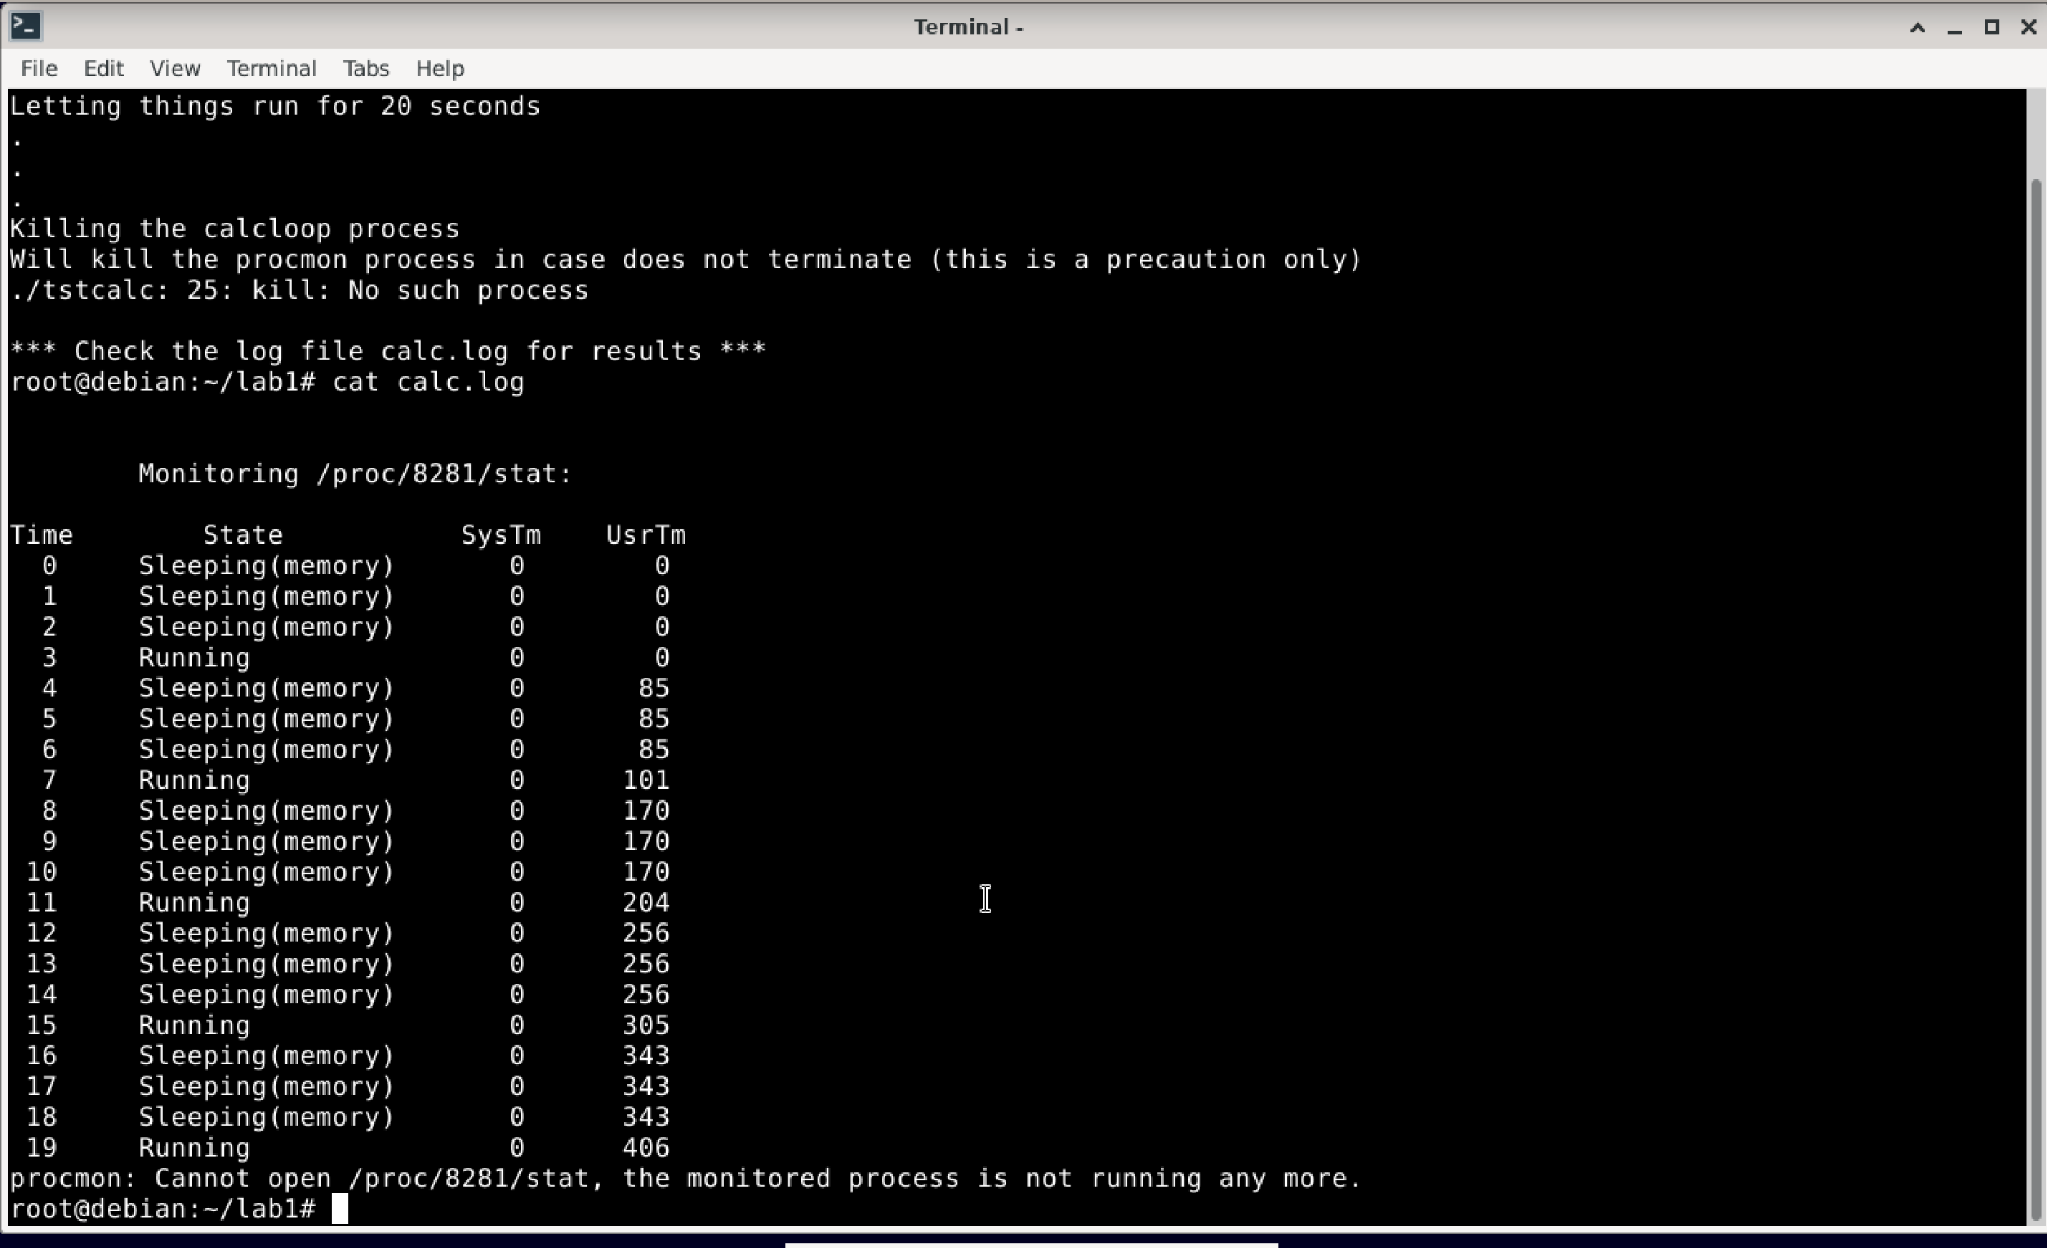 Terminal -
File Edit View Terminal Tabs Help
Letting things run for 20 seconds
.
.
.
Killing the calcloop process
Will kill the procmon process in case does not terminate (this is a precaution only)
./tstcalc: 25: kill: No such process
*** Check the log file calc.log for results ***
root@debian:~/lab1# cat calc.log
Monitoring /proc/8281/stat:
Time State SysTm UsrTm
0 Sleeping(memory) 0 0
1 Sleeping(memory) 0 0
2 Sleeping(memory) 0 0
3 Running 0 0
4 Sleeping(memory) 0 85
5 Sleeping(memory) 0 85
6 Sleeping(memory) 0 85
7 Running 0 101
8 Sleeping(memory) 0 170
9 Sleeping(memory) 0 170
10 Sleeping(memory) 0 170
11 Running 0 204
12 Sleeping(memory) 0 256
13 Sleeping(memory) 0 256
14 Sleeping(memory) 0 256
15 Running 0 305
16 Sleeping(memory) 0 343
17 Sleeping(memory) 0 343
18 Sleeping(memory) 0 343
19 Running 0 406
procmon: Cannot open /proc/8281/stat, the monitored process is not running any more.
root@debian:~/lab1#